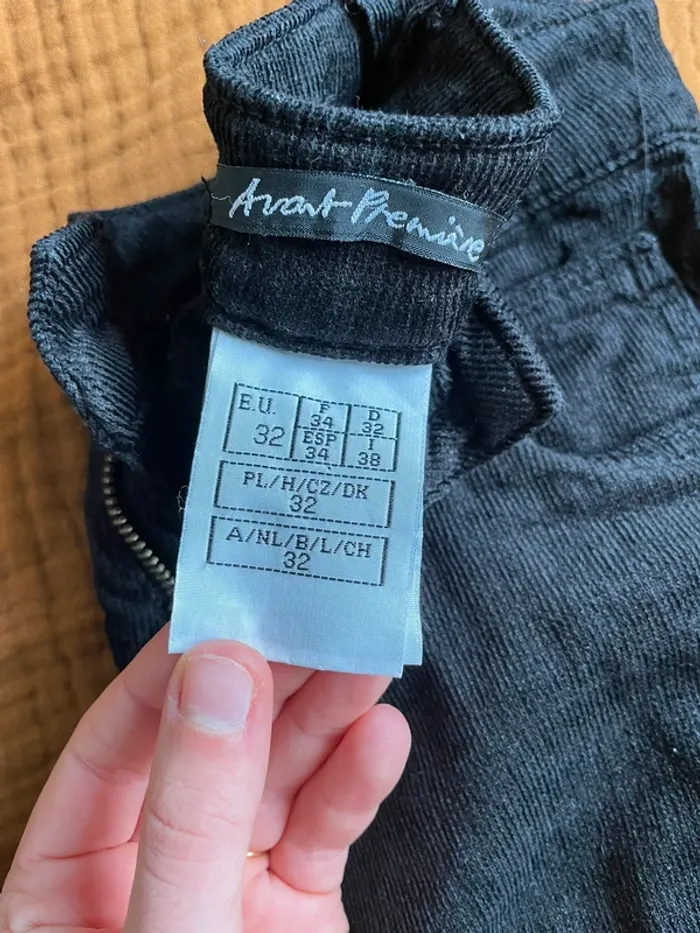 Avant Première
E.U. F D
32 34 32
ESP I
34 38
PL/H/CZ/DK
32
A/NL/B/L/CH
32